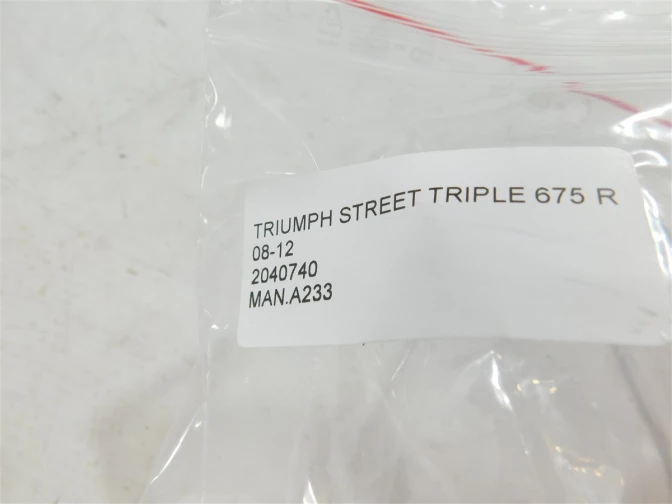 TRIUMPH STREET TRIPLE 675 R
08-12
2040740
MAN.A233